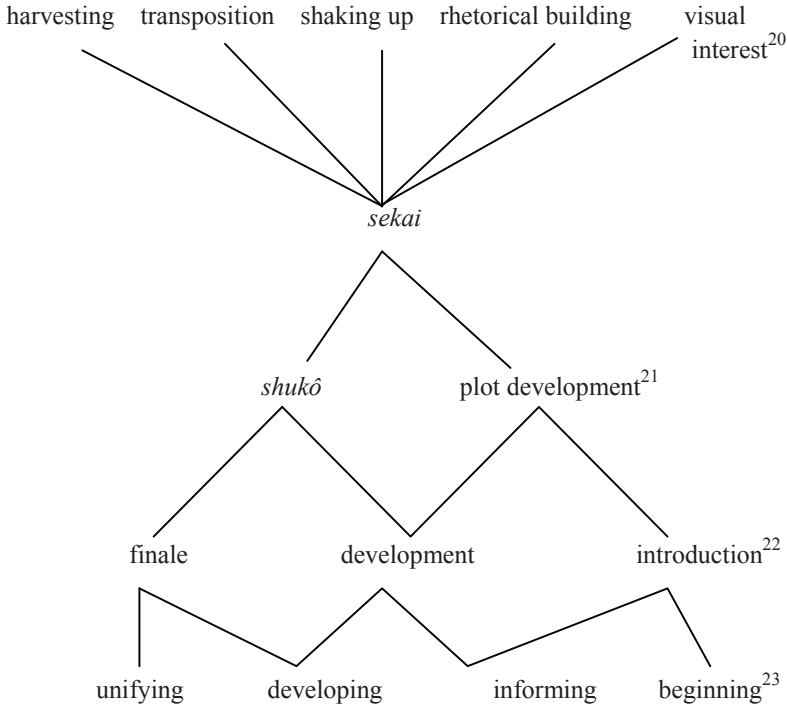 harvesting transposition shaking up rhetorical building visual
interest20
sekai
shukô plot development21
finale development introduction22
unifying developing informing beginning23